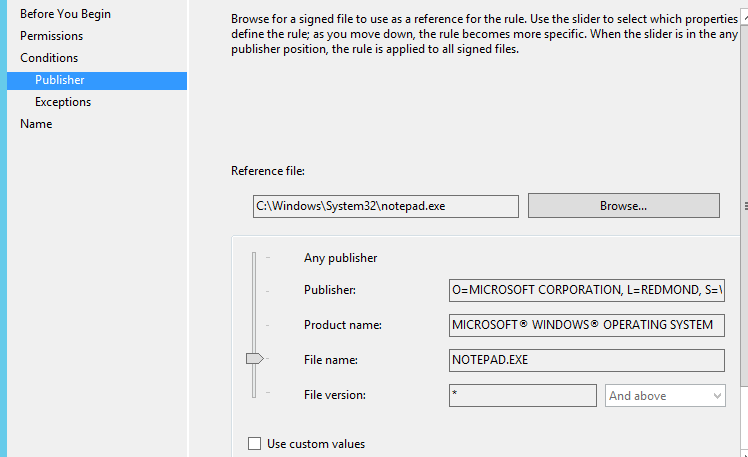 Before You Begin
Permissions
Conditions
Publisher
Exceptions
Name
Browse for a signed file to use as a reference for the rule. Use the slider to select which properties
define the rule; as you move down, the rule becomes more specific. When the slider is in the any
publisher position, the rule is applied to all signed files.
Reference file:
C:\Windows\System32\notepad.exe
Browse...
Any publisher
Publisher: O=MICROSOFT CORPORATION, L=REDMOND, S=\
Product name: MICROSOFT® WINDOWS® OPERATING SYSTEM
File name: NOTEPAD.EXE
File version: * And above
Use custom values